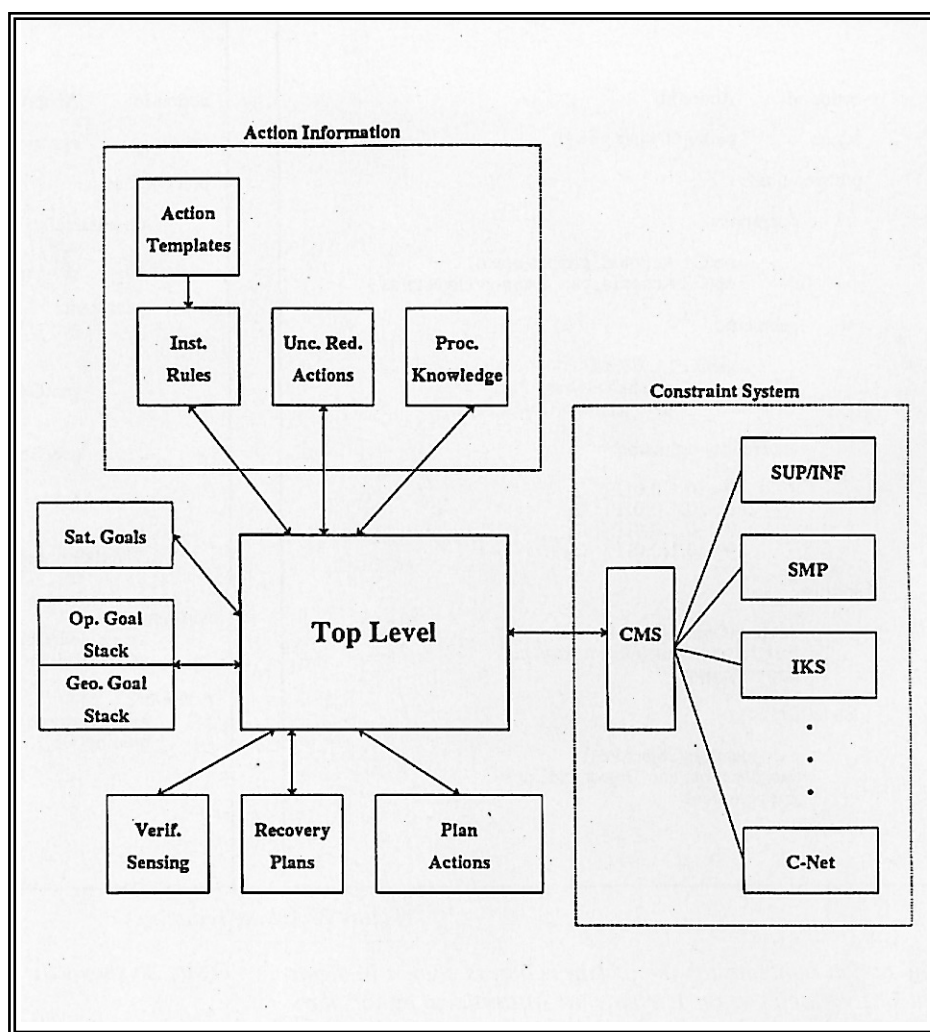 Action Information
Action
Templates
Inst.
Rules
Unc. Red.
Actions
Proc.
Knowledge
Constraint System
SUP/INF
Sat. Goals
SMP
Op. Goal
Stack
Geo. Goal
Stack
Top Level
CMS
IKS
Verif.
Sensing
Recovery
Plans
Plan
Actions
C-Net